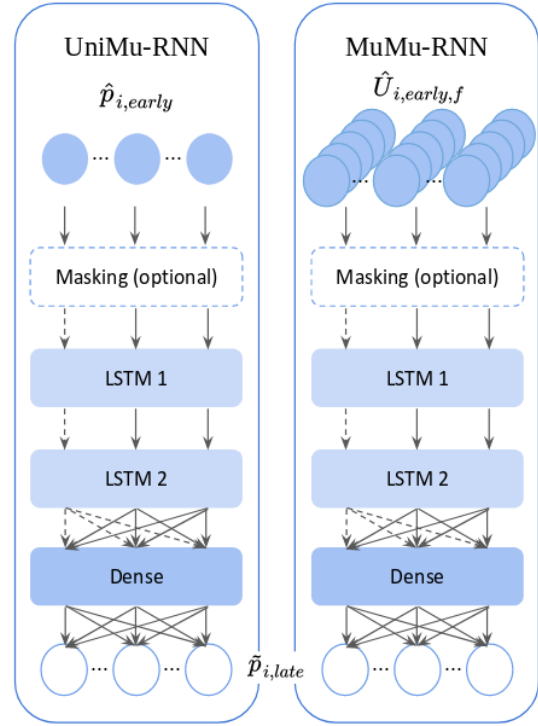 UniMu-RNN
p̂i,early
... ...
Masking (optional)
LSTM 1
LSTM 2
Dense
... ...
MuMu-RNN
Ûi,early,f
... ...
Masking (optional)
LSTM 1
LSTM 2
Dense
... ...
p̃i,late